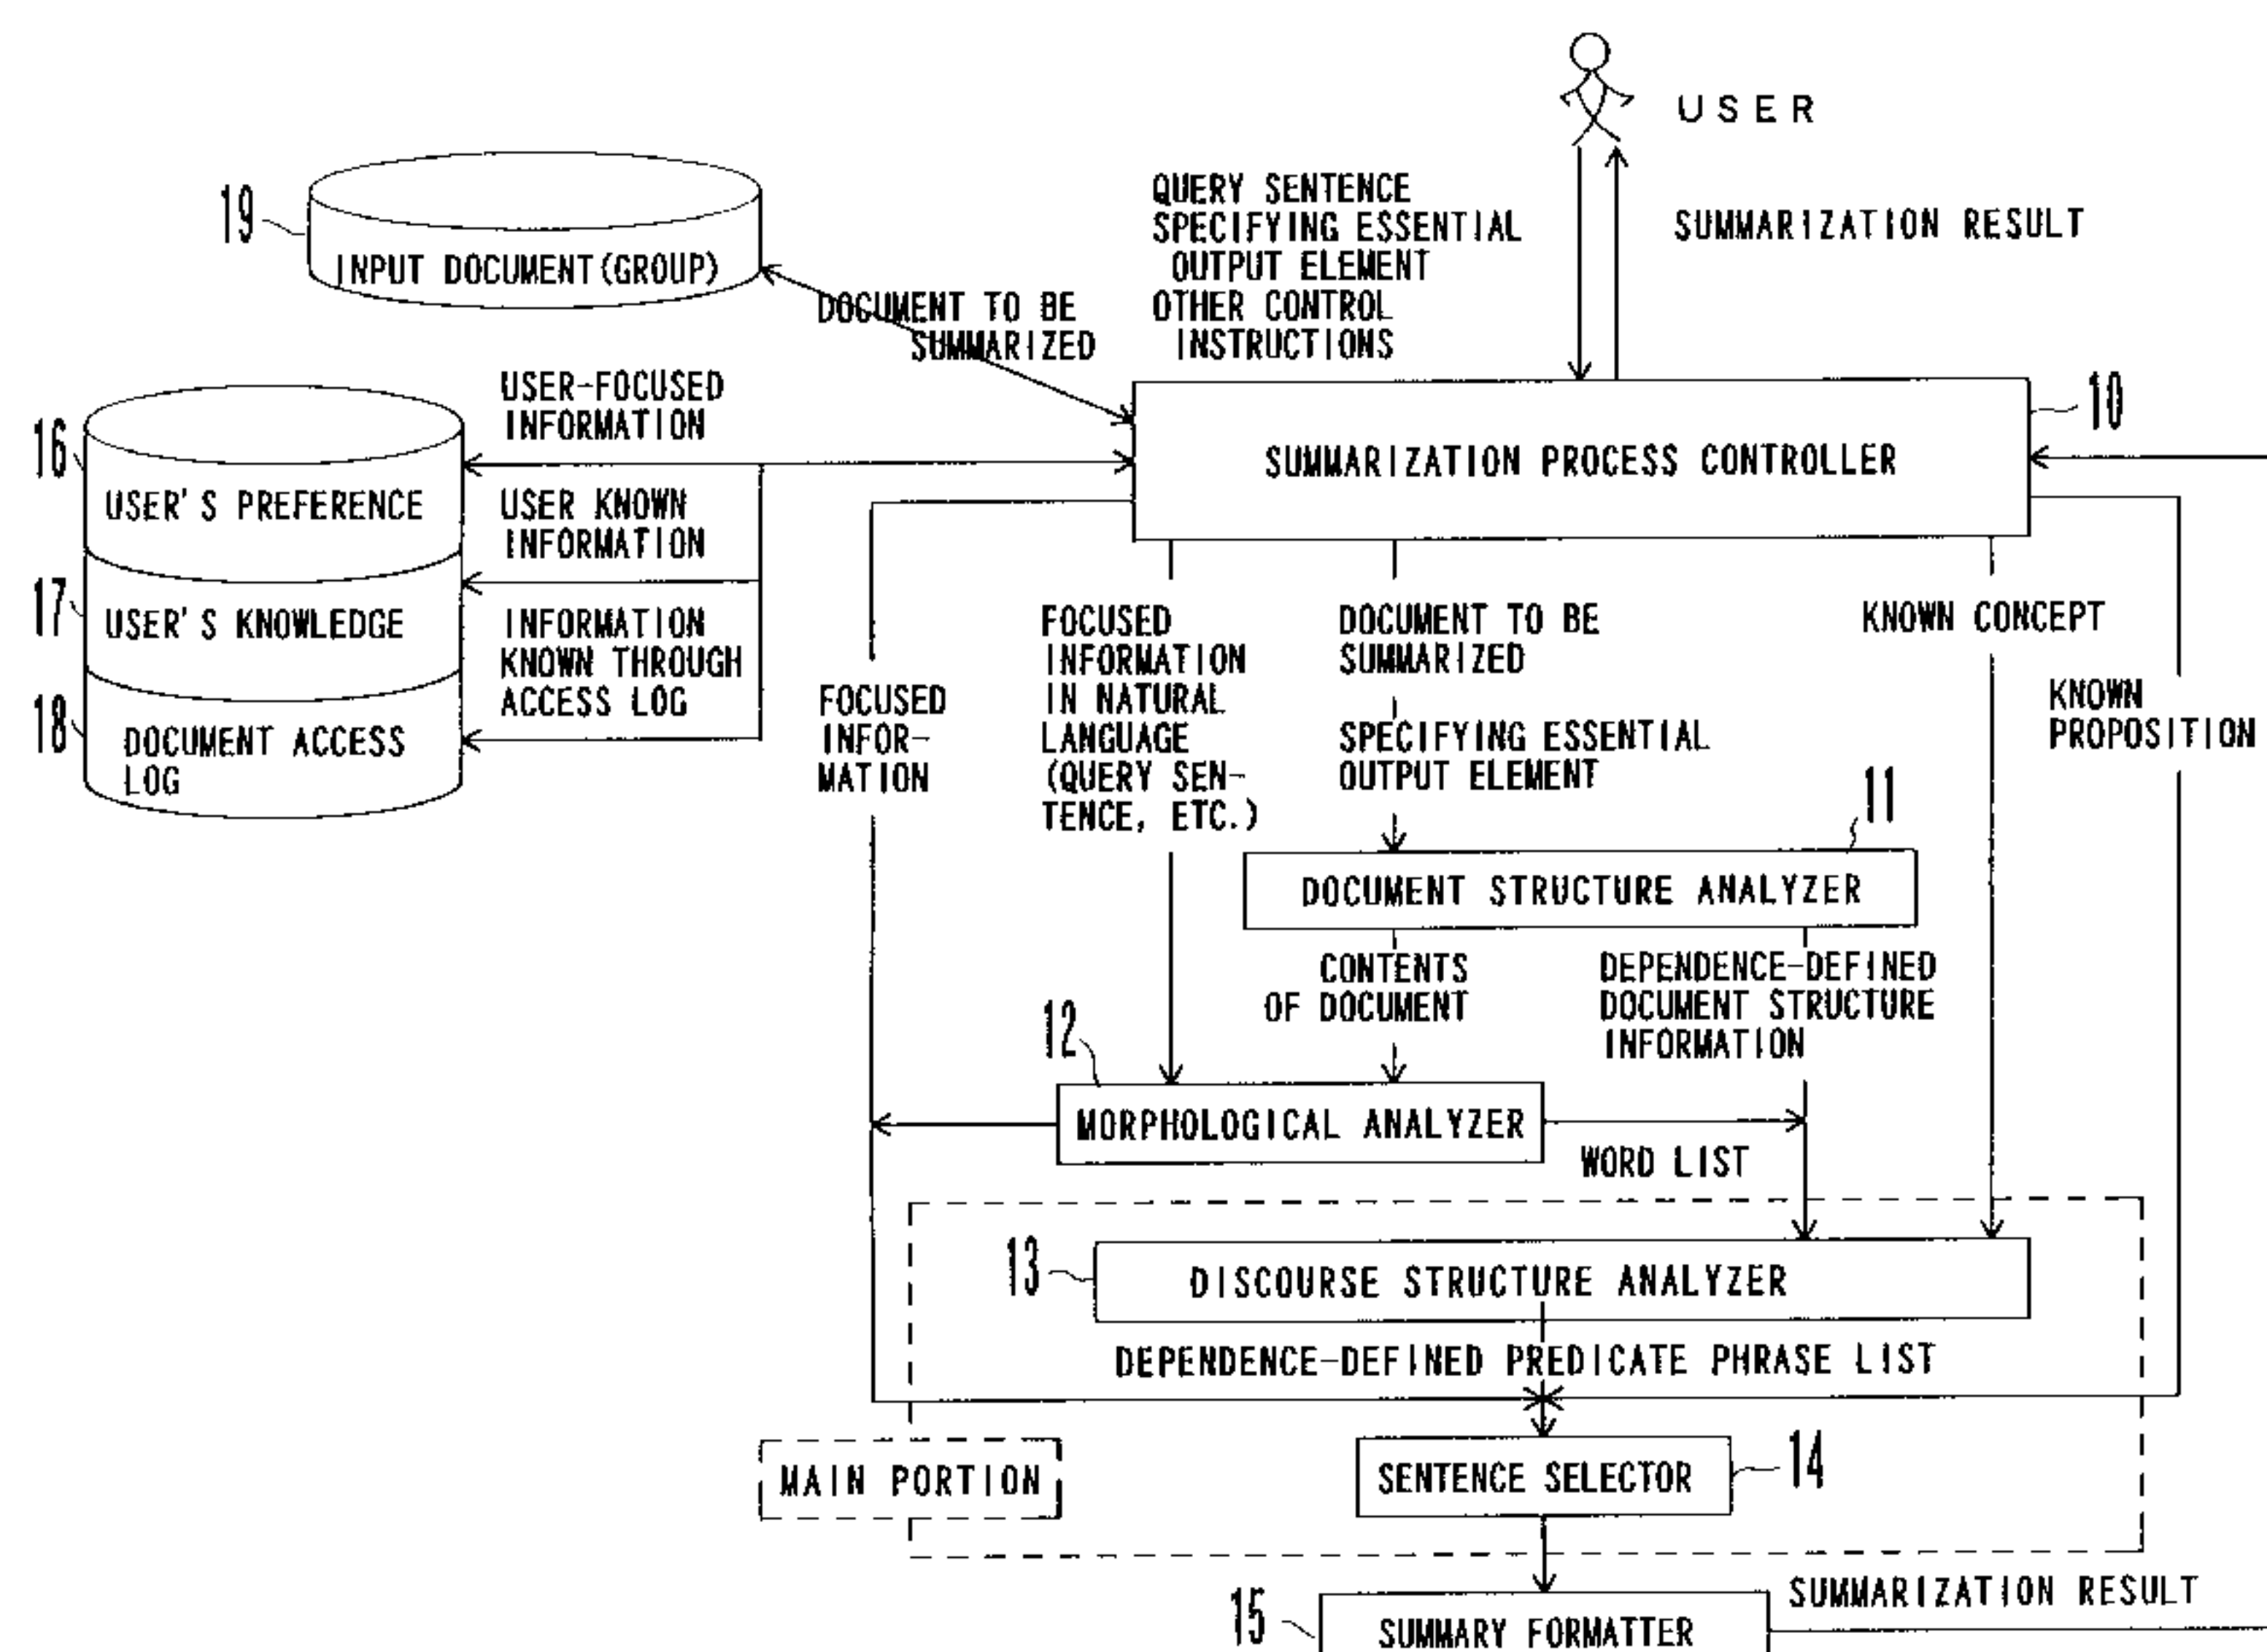 USER
QUERY SENTENCE
SPECIFYING ESSENTIAL
OUTPUT ELEMENT
OTHER CONTROL
INSTRUCTIONS
SUMMARIZATION RESULT
19
INPUT DOCUMENT(GROUP)
DOCUMENT TO BE
SUMMARIZED
USER-FOCUSED
INFORMATION
10
SUMMARIZATION PROCESS CONTROLLER
16
USER'S PREFERENCE
USER KNOWN
INFORMATION
17
USER'S KNOWLEDGE
INFORMATION
KNOWN THROUGH
ACCESS LOG
18
DOCUMENT ACCESS
LOG
FOCUSED
INFOR-
MATION
FOCUSED
INFORMATION
IN NATURAL
LANGUAGE
(QUERY SEN-
TENCE, ETC.)
DOCUMENT TO BE
SUMMARIZED
SPECIFYING ESSENTIAL
OUTPUT ELEMENT
KNOWN CONCEPT
KNOWN
PROPOSITION
11
DOCUMENT STRUCTURE ANALYZER
CONTENTS
OF DOCUMENT
DEPENDENCE-DEFINED
DOCUMENT STRUCTURE
INFORMATION
12
MORPHOLOGICAL ANALYZER
WORD LIST
13
DISCOURSE STRUCTURE ANALYZER
DEPENDENCE-DEFINED PREDICATE PHRASE LIST
MAIN PORTION
SENTENCE SELECTOR
14
15
SUMMARY FORMATTER
SUMMARIZATION RESULT